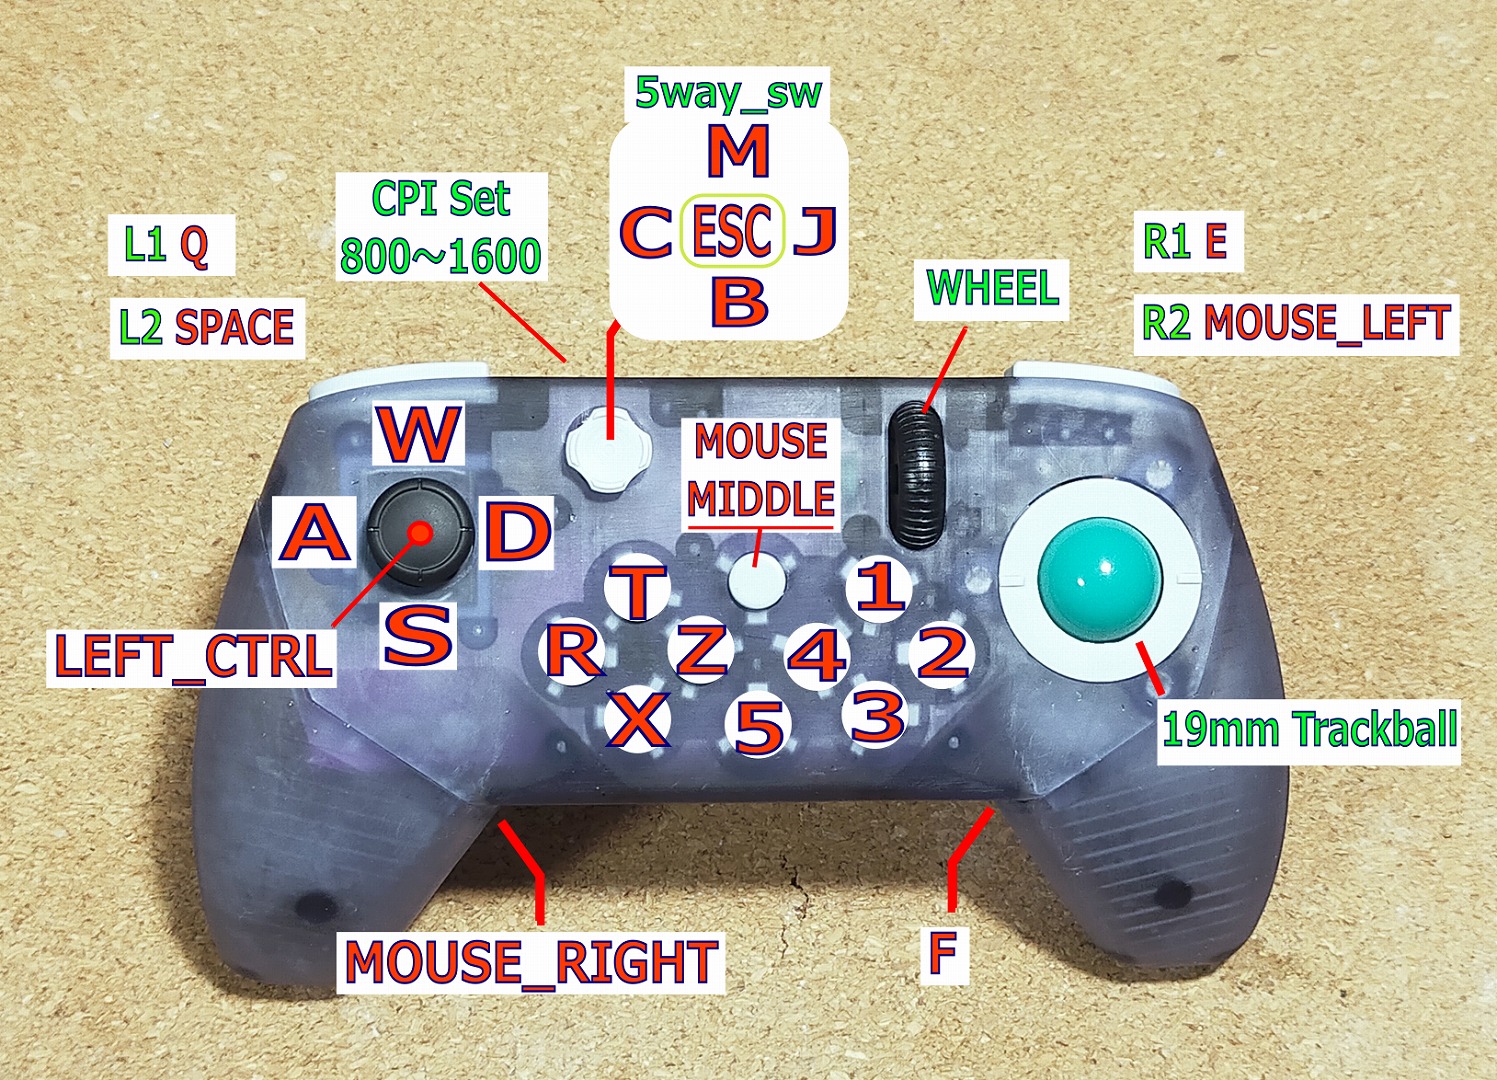 5way_sw
M
C ESC J
B
CPI Set
800～1600
L1 Q
L2 SPACE
WHEEL
R1 E
R2 MOUSE_LEFT
W
A D
S
LEFT_CTRL
MOUSE
MIDDLE
T
R Z
X
1
4 2
3
5
19mm Trackball
MOUSE_RIGHT
F